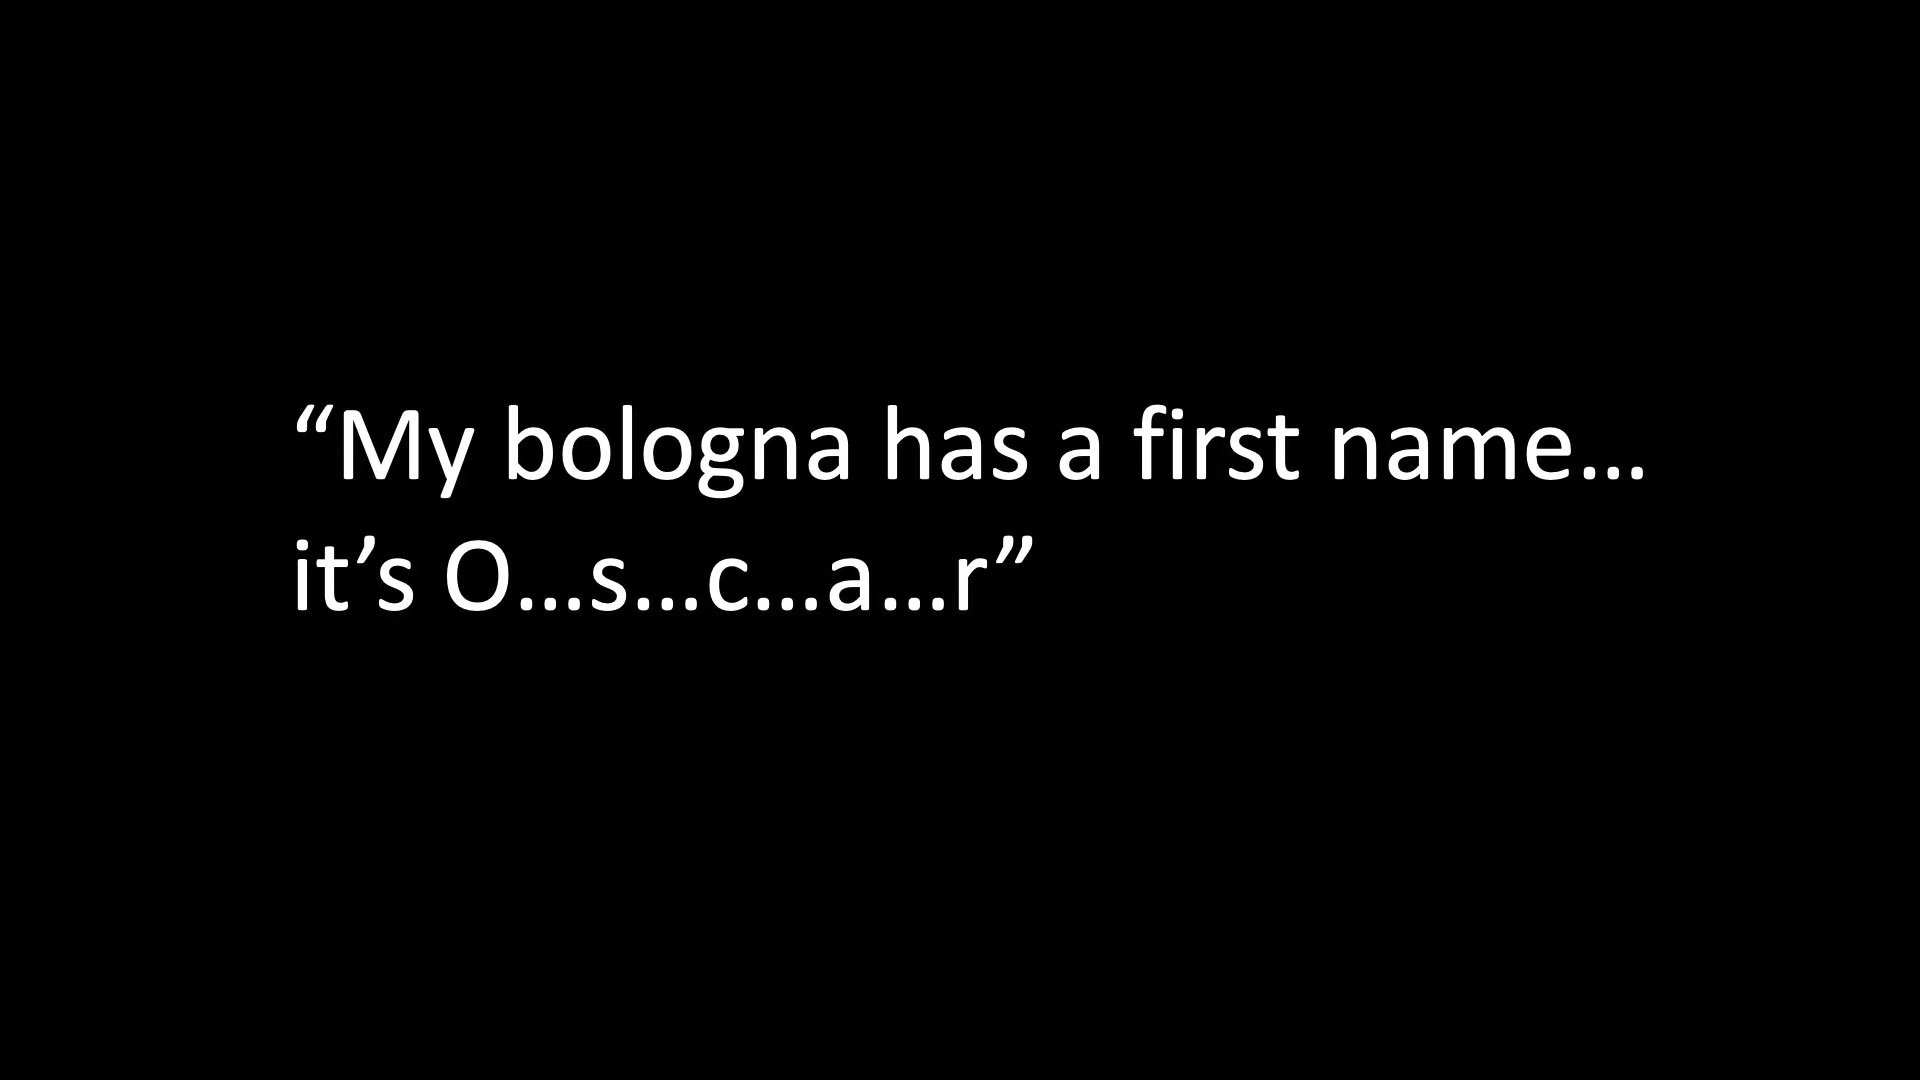 “My bologna has a first name…
it’s O…s…c…a…r”